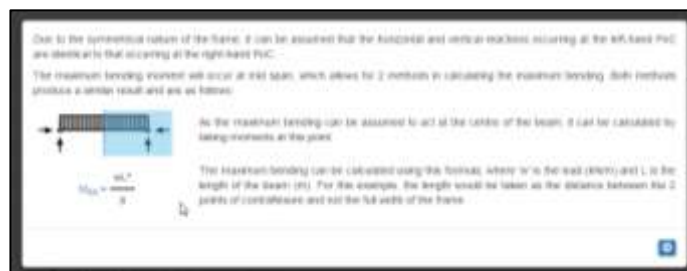 Due to the symmetrical nature of the frame, it can be assumed that the horizontal and vertical reactions occurring at the left-hand PoC
are identical to that occurring at the right-hand PoC.
The maximum bending moment will occur at mid span, which allows for 2 methods in calculating the maximum bending. Both methods
produce a similar result and are as follows:
As the maximum bending can be assumed to act at the centre of the beam, it can be calculated by
taking moments at this point.
The maximum bending can be calculated using this formula, where 'w' is the load (kN/m) and L is the
length of the beam (m). For this example, the length would be taken as the distance between the 2
points of contraflexure and not the full width of the frame.